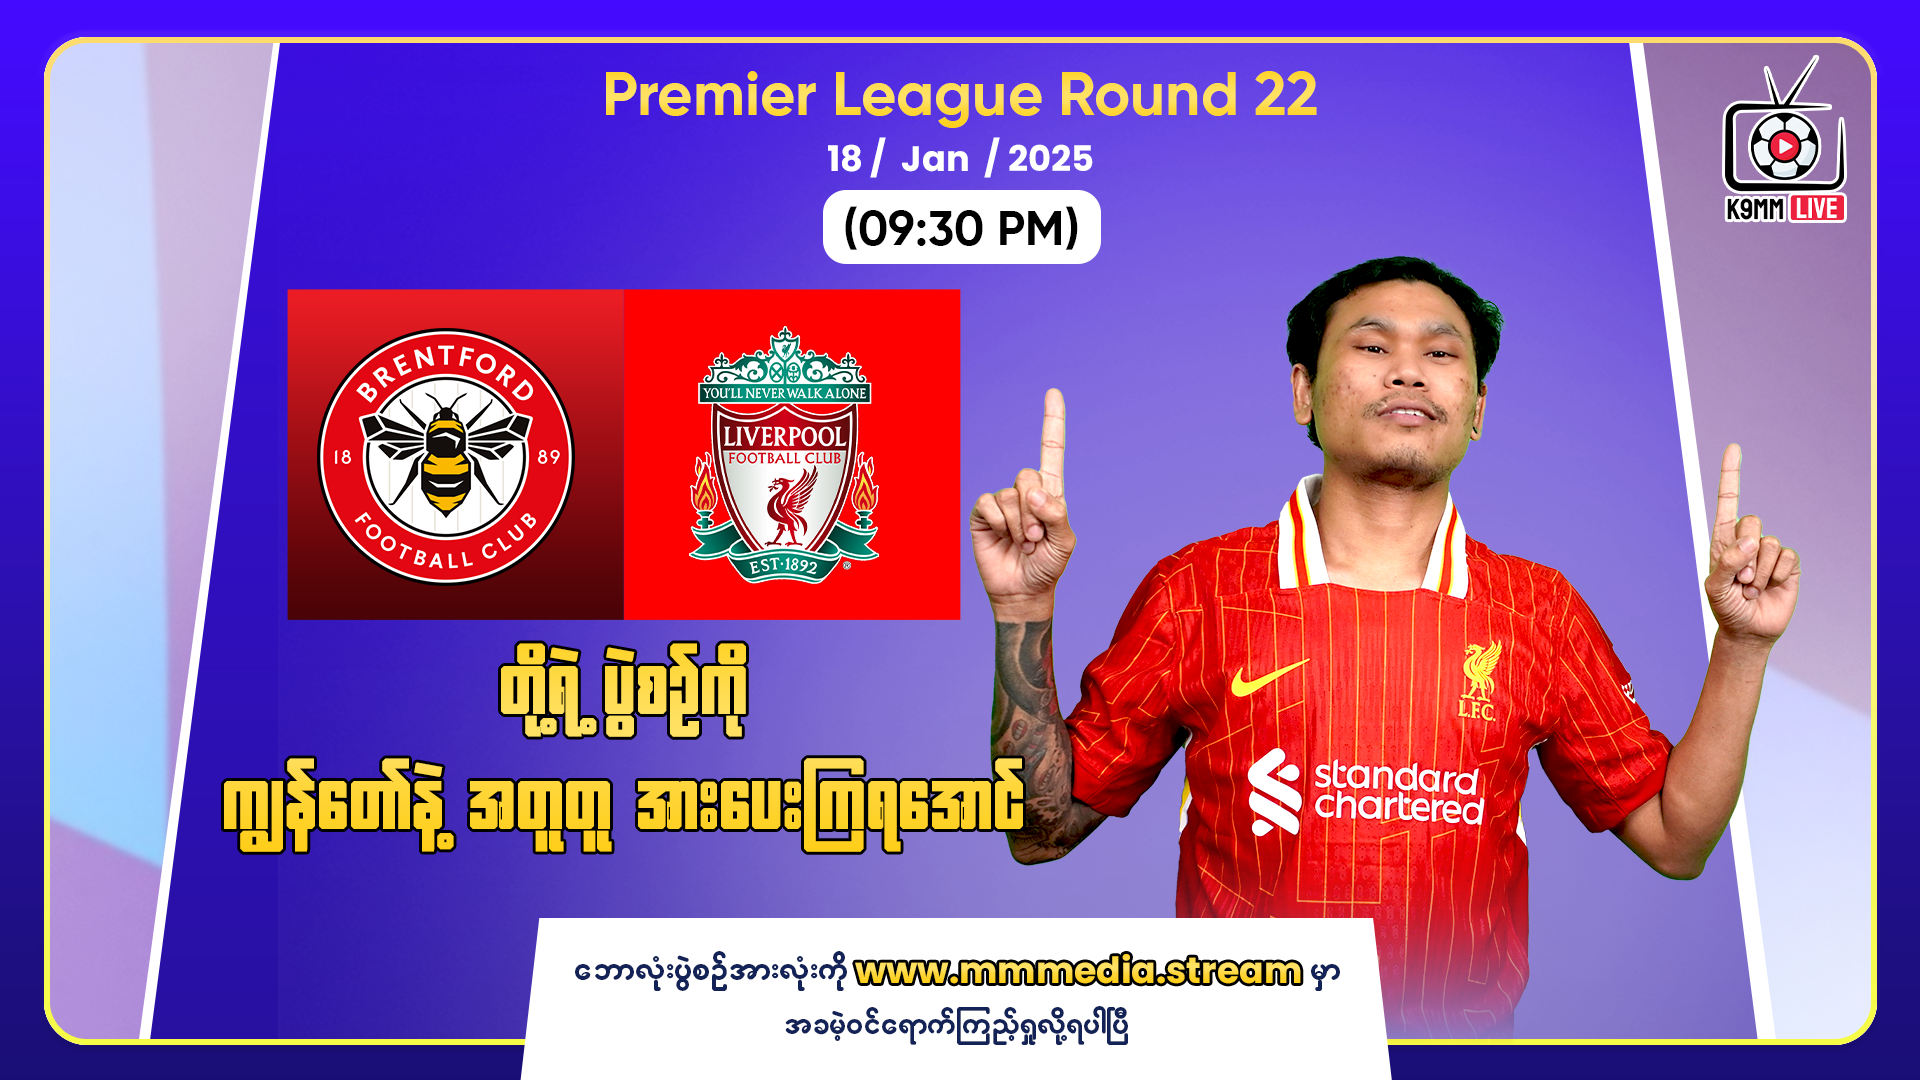 Premier League Round 22
18 / Jan / 2025
(09:30 PM)
K9MM LIVE
BRENTFORD
18 89
FOOTBALL CLUB
YOU'LL NEVER WALK ALONE
LIVERPOOL
FOOTBALL CLUB
EST·1892
®
L.F.C.
standard
chartered
တို့ရဲ့ပွဲစဉ်ကို
ကျွန်တော်နဲ့ အတူတူ အားပေးကြရအောင်
ဘောလုံးပွဲစဉ်အားလုံးကို www.mmmedia.stream မှာ
အခမဲ့ဝင်ရောက်ကြည့်ရှုလို့ရပါပြီ